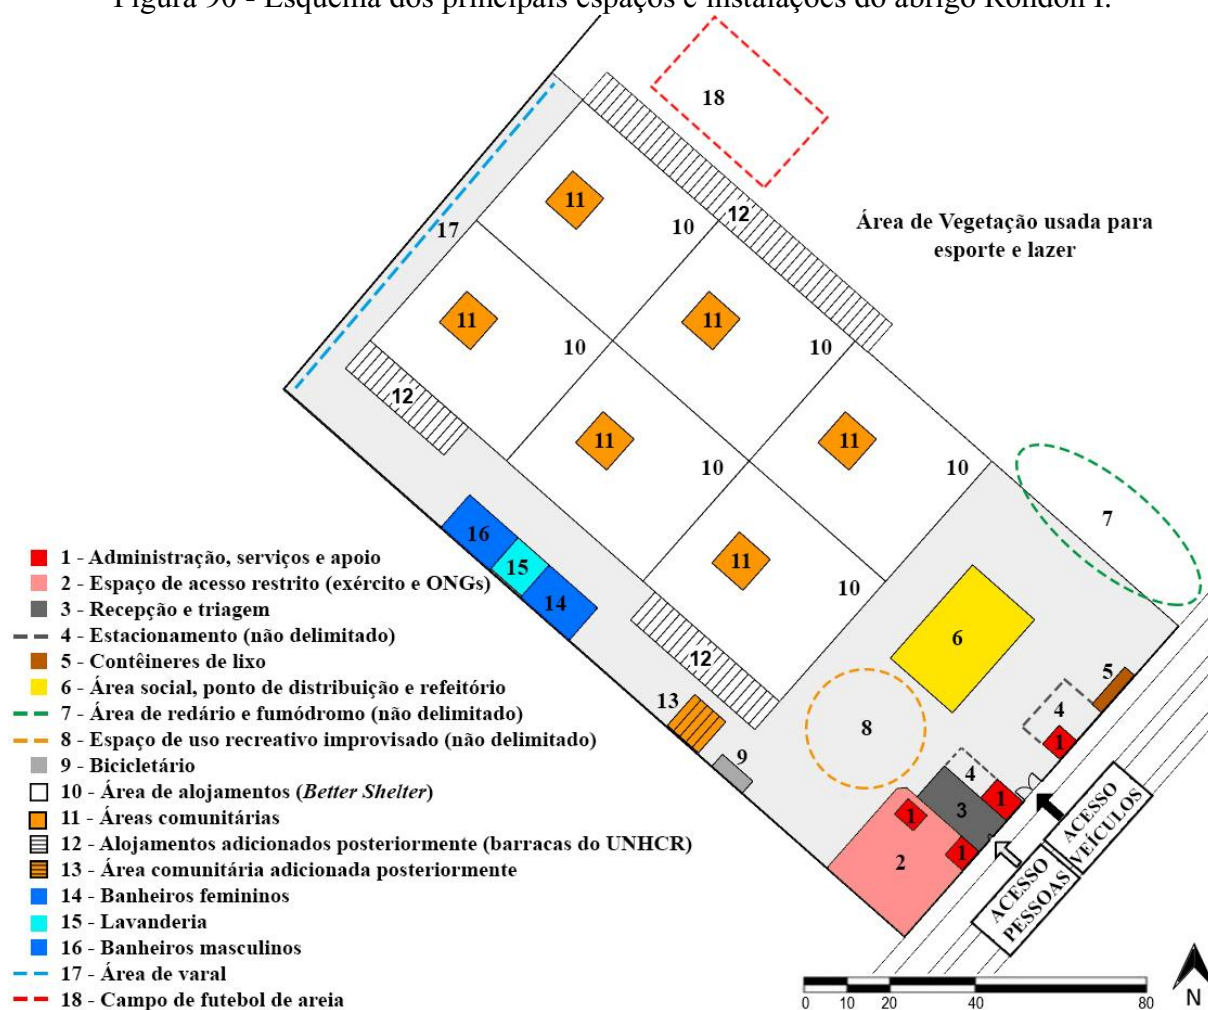 Figura 90 - Esquema dos principais espaços e instalações do abrigo Rondon I.
18
11
12
17
10
Área de Vegetação usada para
esporte e lazer
11
11
10
10
12
11
11
10
10
7
16
15
14
11
10
12
6
13
8
9
5
4
1
4
1
3
1
2
1
ACESSO
VEÍCULOS
ACESSO
PESSOAS
1 - Administração, serviços e apoio
2 - Espaço de acesso restrito (exército e ONGs)
3 - Recepção e triagem
4 - Estacionamento (não delimitado)
5 - Contêineres de lixo
6 - Área social, ponto de distribuição e refeitório
7 - Área de redário e fumódromo (não delimitado)
8 - Espaço de uso recreativo improvisado (não delimitado)
9 - Bicicletário
10 - Área de alojamentos (Better Shelter)
11 - Áreas comunitárias
12 - Alojamentos adicionados posteriormente (barracas do UNHCR)
13 - Área comunitária adicionada posteriormente
14 - Banheiros femininos
15 - Lavanderia
16 - Banheiros masculinos
17 - Área de varal
18 - Campo de futebol de areia
0 10 20 40 80
N